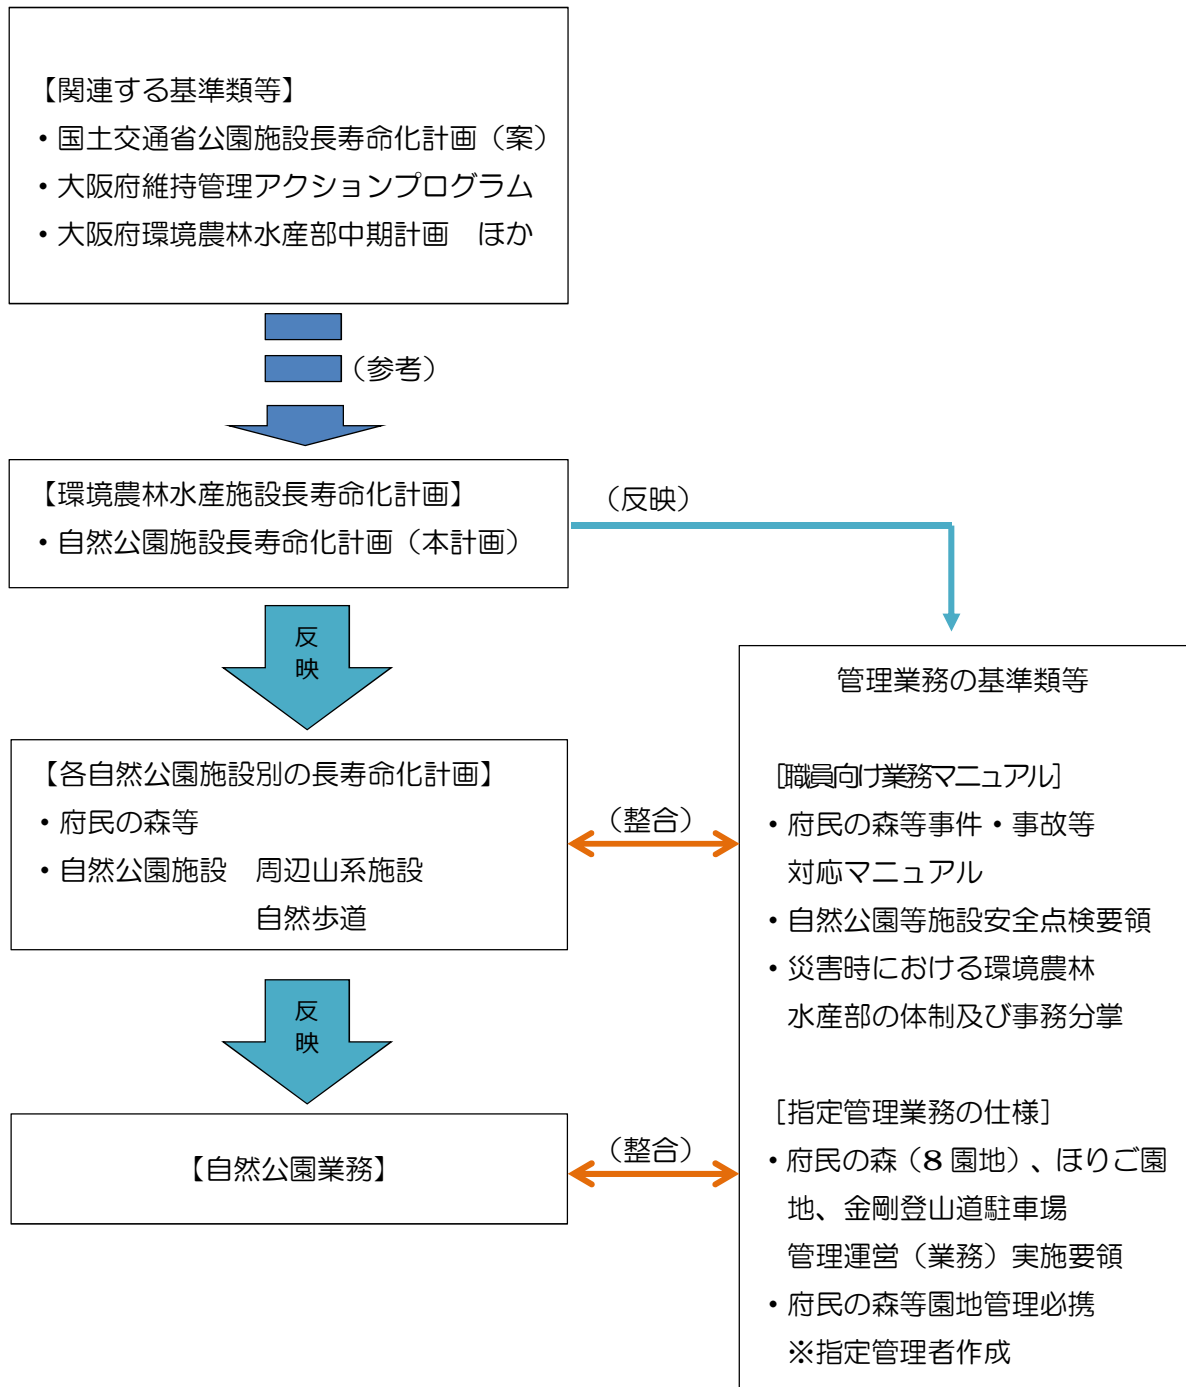 【関連する基準類等】
・国土交通省公園施設長寿命化計画（案）
・大阪府維持管理アクションプログラム
・大阪府環境農林水産部中期計画　ほか
（参考）
【環境農林水産施設長寿命化計画】
・自然公園施設長寿命化計画（本計画）
（反映）
反
映
【各自然公園施設別の長寿命化計画】
・府民の森等
・自然公園施設　周辺山系施設
自然歩道
（整合）
反
映
【自然公園業務】
（整合）
管理業務の基準類等
［職員向け業務マニュアル］
・府民の森等事件・事故等
対応マニュアル
・自然公園等施設安全点検要領
・災害時における環境農林
水産部の体制及び事務分掌
［指定管理業務の仕様］
・府民の森（8 園地）、ほりご園
地、金剛登山道駐車場
管理運営（業務）実施要領
・府民の森等園地管理必携
※指定管理者作成